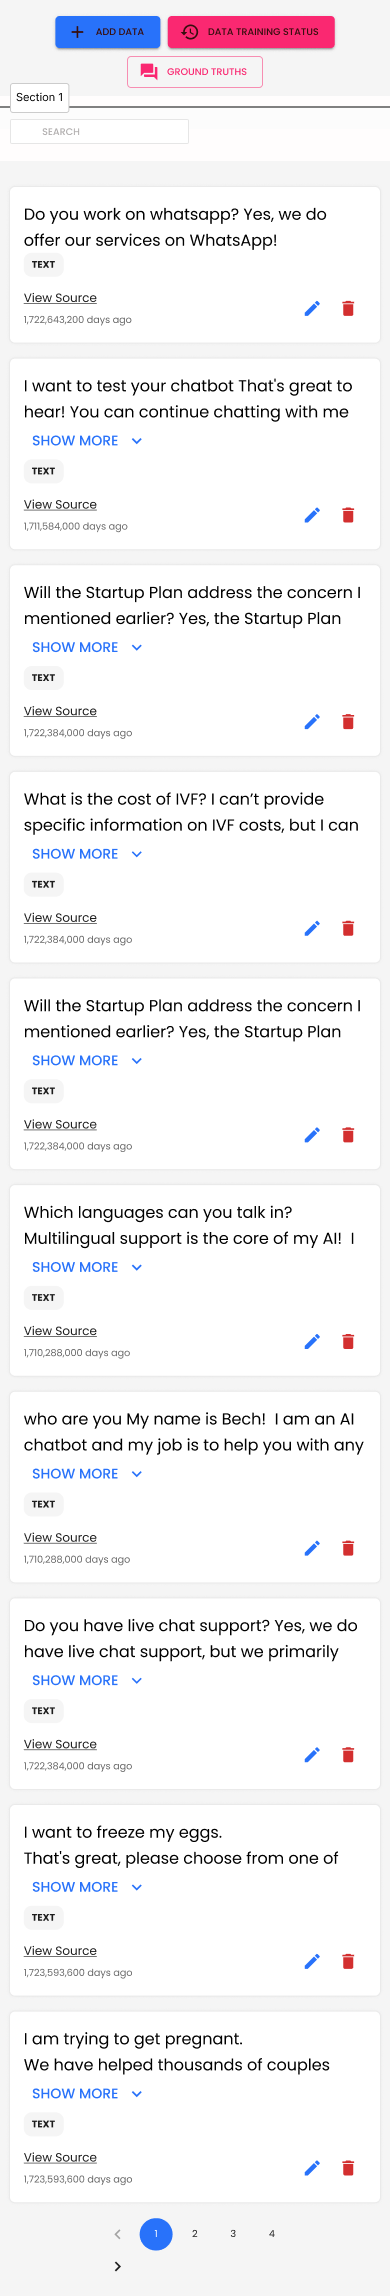 ADD DATA
DATA TRAINING STATUS
GROUND TRUTHS
Section 1
SEARCH
Do you work on whatsapp? Yes, we do
offer our services on WhatsApp!
TEXT
View Source
1,722,643,200 days ago
I want to test your chatbot That's great to
hear! You can continue chatting with me
SHOW MORE
TEXT
View Source
1,711,584,000 days ago
Will the Startup Plan address the concern I
mentioned earlier? Yes, the Startup Plan
SHOW MORE
TEXT
View Source
1,722,384,000 days ago
What is the cost of IVF? I can’t provide
specific information on IVF costs, but I can
SHOW MORE
TEXT
View Source
1,722,384,000 days ago
Will the Startup Plan address the concern I
mentioned earlier? Yes, the Startup Plan
SHOW MORE
TEXT
View Source
1,722,384,000 days ago
Which languages can you talk in?
Multilingual support is the core of my AI! I
SHOW MORE
TEXT
View Source
1,710,288,000 days ago
who are you My name is Bech! I am an AI
chatbot and my job is to help you with any
SHOW MORE
TEXT
View Source
1,710,288,000 days ago
Do you have live chat support? Yes, we do
have live chat support, but we primarily
SHOW MORE
TEXT
View Source
1,722,384,000 days ago
I want to freeze my eggs.
That's great, please choose from one of
SHOW MORE
TEXT
View Source
1,723,593,600 days ago
I am trying to get pregnant.
We have helped thousands of couples
SHOW MORE
TEXT
View Source
1,723,593,600 days ago
1 2 3 4